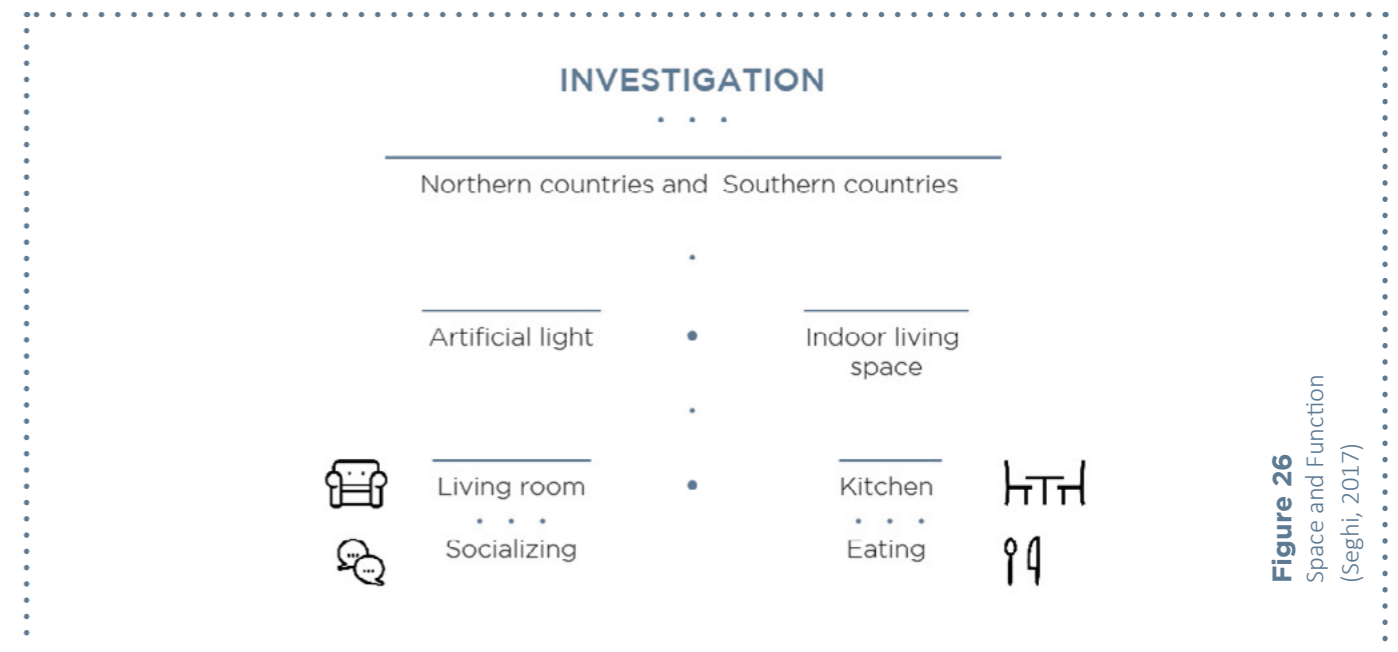 INVESTIGATION
Northern countries and Southern countries
Artificial light
Indoor living
space
Living room
Socializing
Kitchen
Eating
Figure 26
Space and Function
(Seghi, 2017)